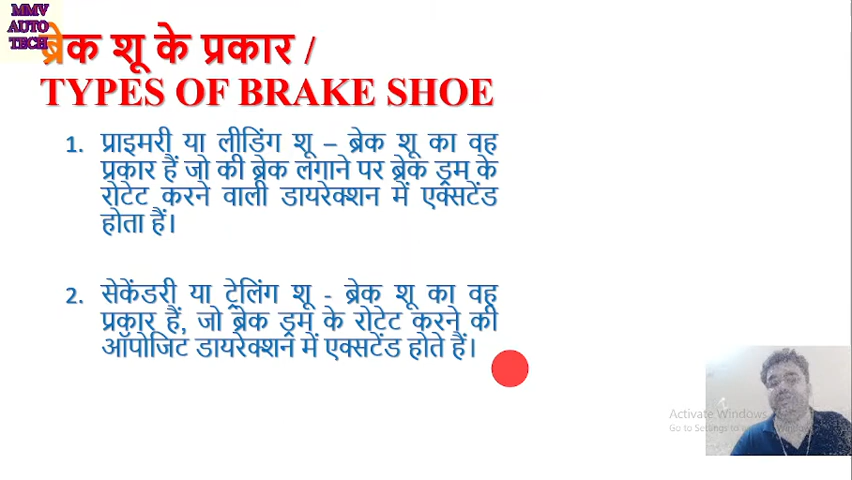 MMV
AUTO
TECH
ब्रेक शू के प्रकार /
TYPES OF BRAKE SHOE
1. प्राइमरी या लीडिंग शू – ब्रेक शू का वह
प्रकार हैं जो की ब्रेक लगाने पर ब्रेक ड्रम के
रोटेट करने वाली डायरेक्शन में एक्सटेंड
होता हैं।
2. सेकेंडरी या ट्रेलिंग शू - ब्रेक शू का वह
प्रकार हैं, जो ब्रेक ड्रम के रोटेट करने की
ऑपोजिट डायरेक्शन में एक्सटेंड होते हैं।
Activate Windows
Go to Settings to